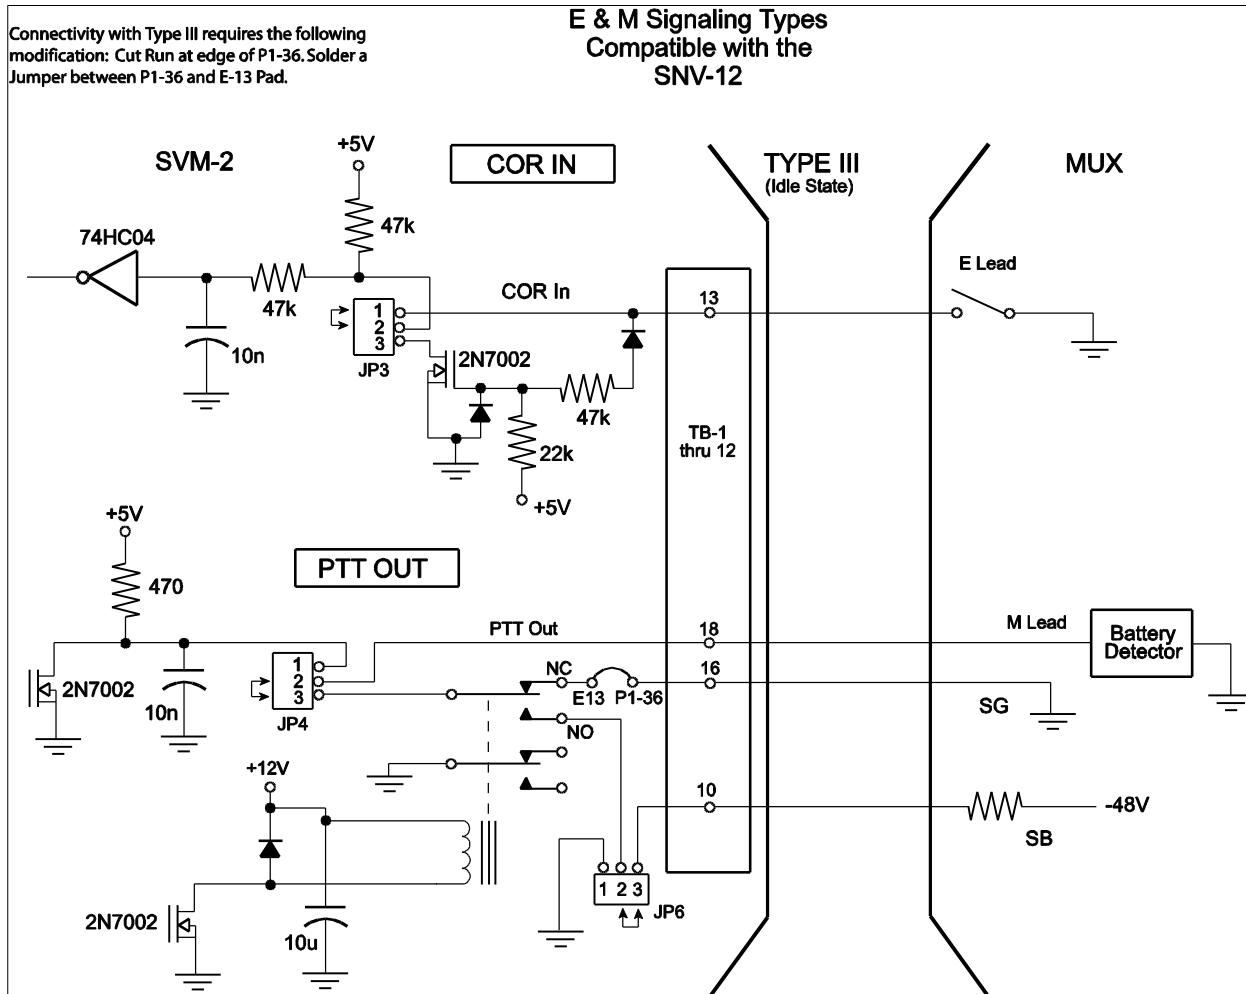 E & M Signaling Types
Compatible with the
SNV-12
Connectivity with Type III requires the following
modification: Cut Run at edge of P1-36. Solder a
Jumper between P1-36 and E-13 Pad.
SVM-2
COR IN
TYPE III
(Idle State)
MUX
+5V
47k
74HC04
47k
10n
COR In
1
2
3
JP3
2N7002
47k
22k
+5V
13
E Lead
TB-1
thru 12
+5V
470
PTT OUT
PTT Out
18
M Lead
Battery
Detector
2N7002
10n
1
2
3
JP4
NC
E13
P1-36
16
SG
NO
+12V
10
-48V
SB
2N7002
10u
1 2 3
JP6